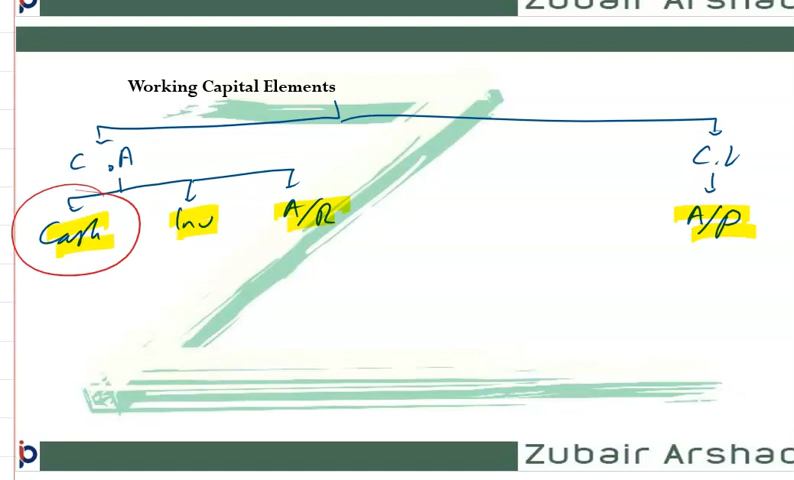 Zubair Arshad
Working Capital Elements
C.A
C.L
Cash
Inv
A/R
A/P
Zubair Arshad